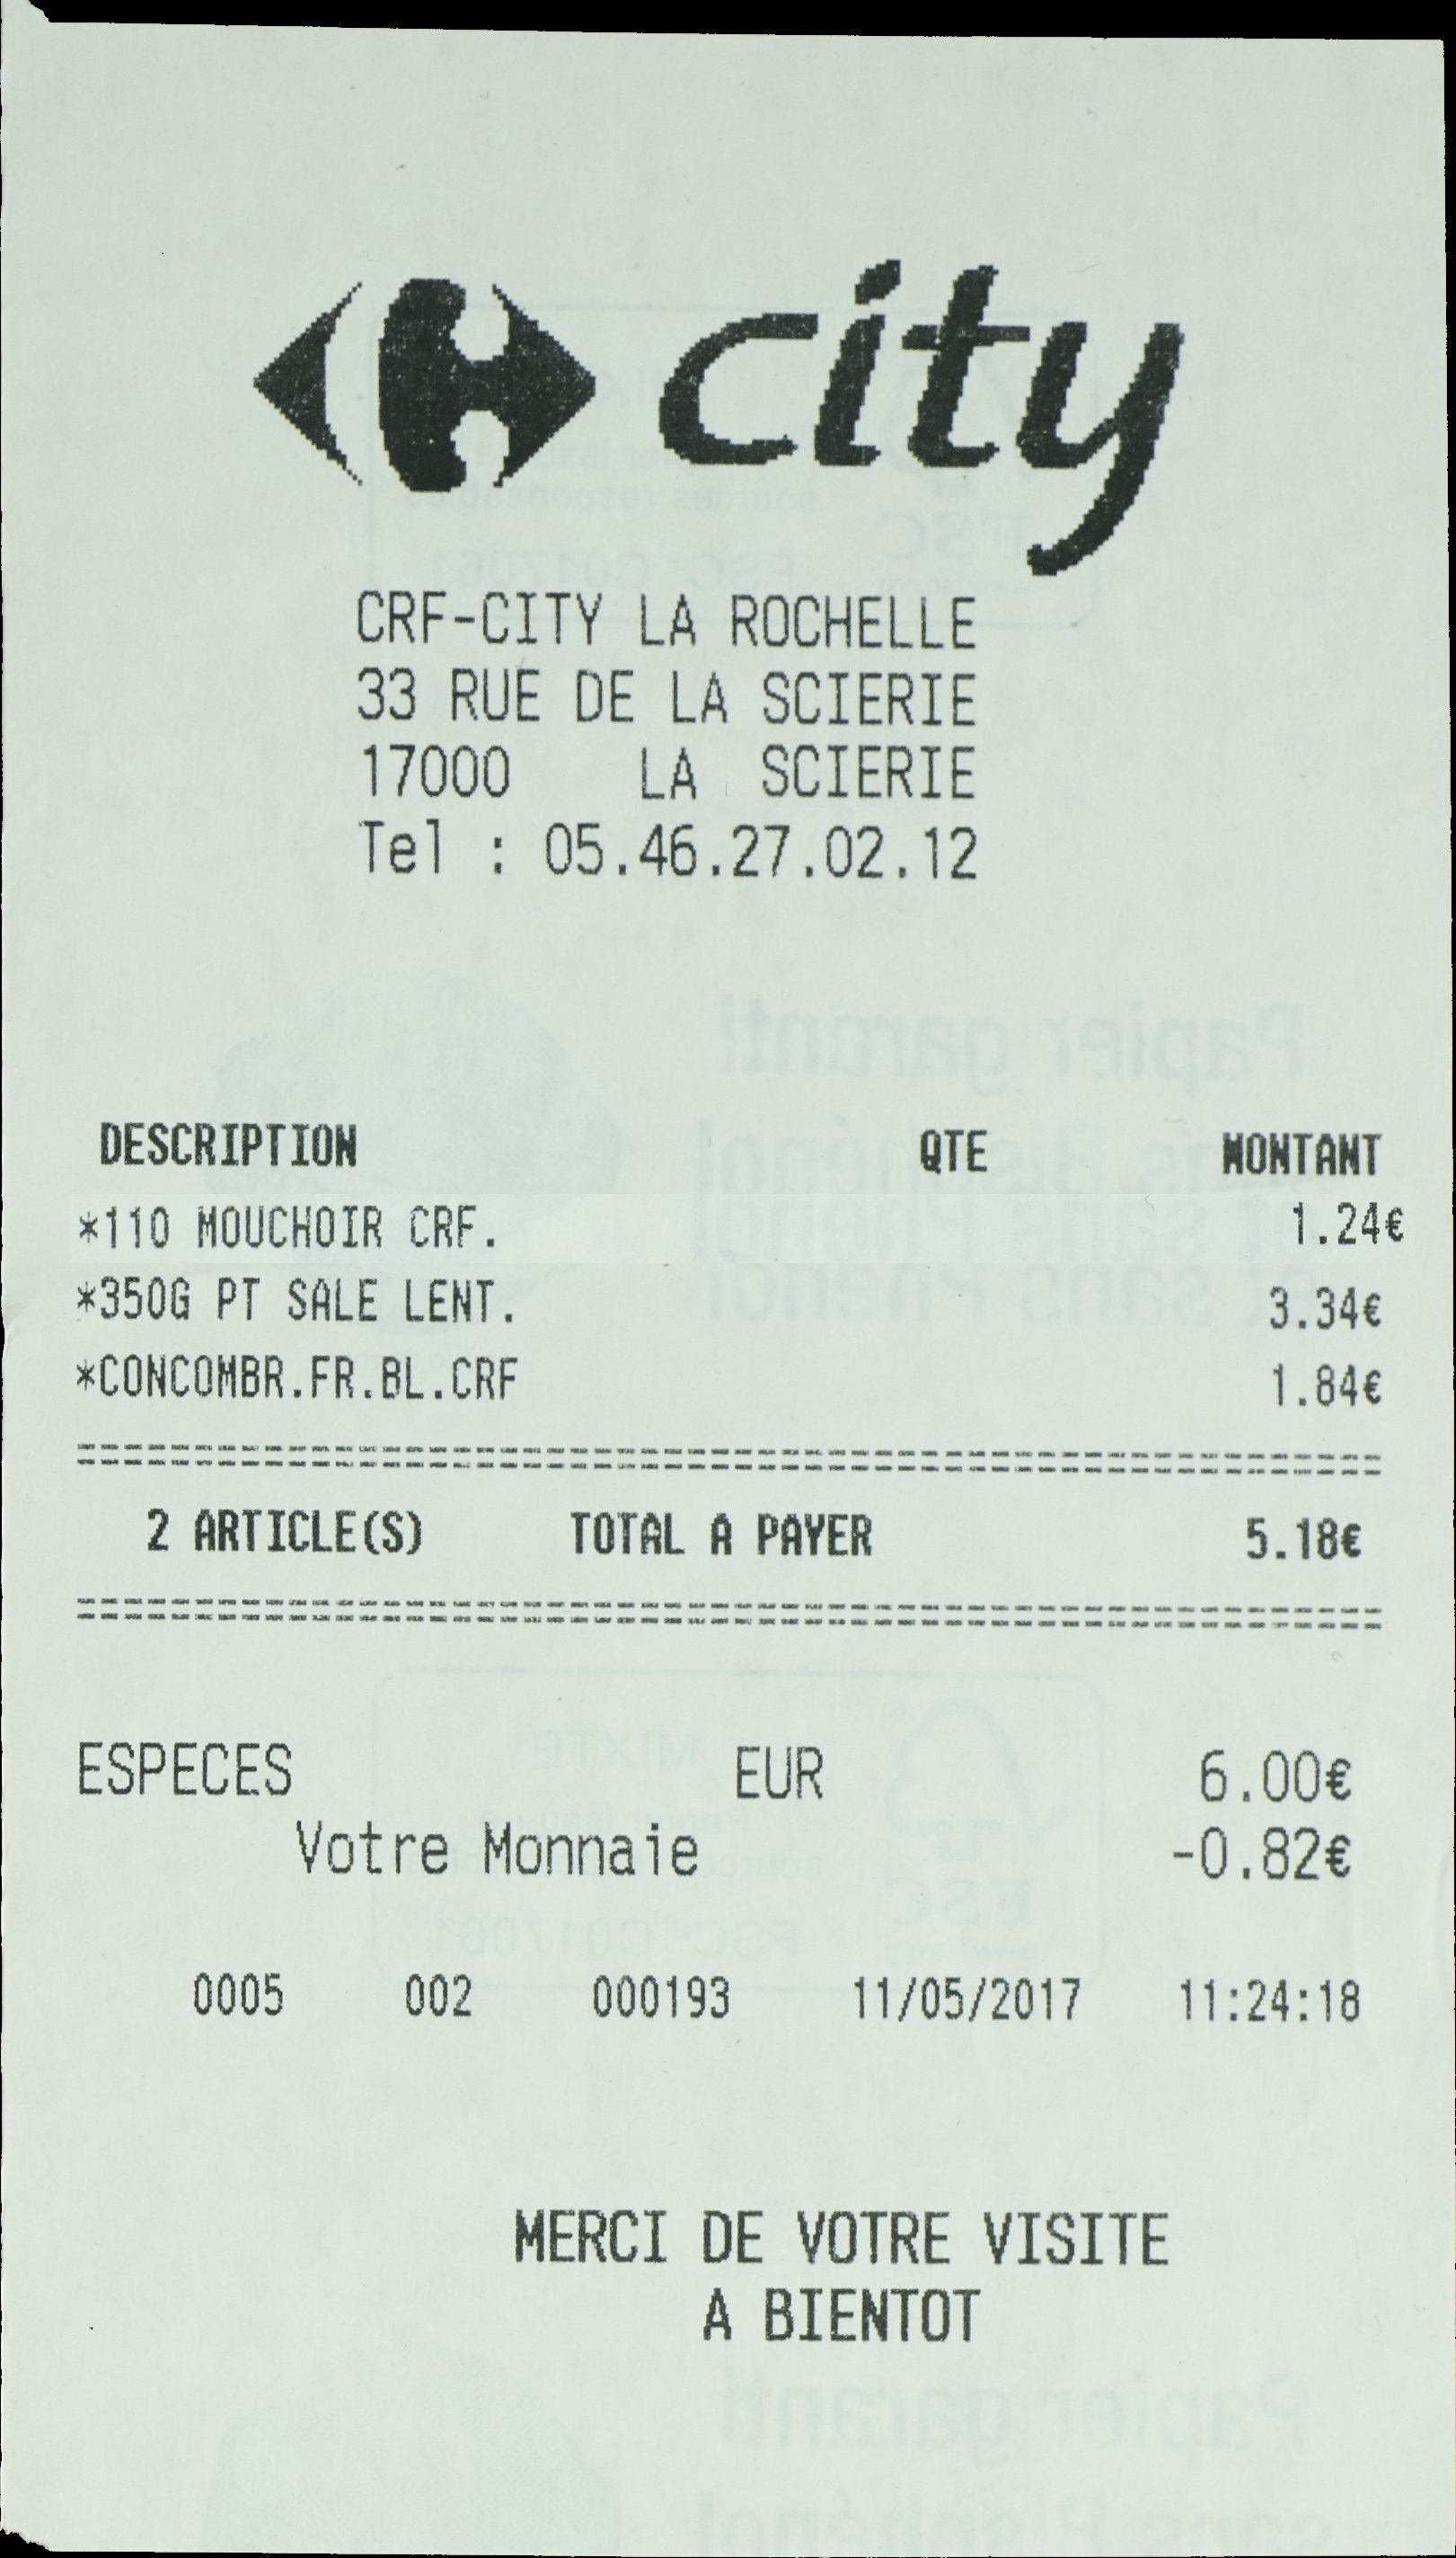 city
CRF-CITY LA ROCHELLE
33 RUE DE LA SCIERIE
17000 LA SCIERIE
Tel : 05.46.27.02.12
DESCRIPTION QTE MONTANT
*110 MOUCHOIR CRF. 1.24€
*350G PT SALE LENT. 3.34€
*CONCOMBR.FR.BL.CRF 1.84€
2 ARTICLE(S) TOTAL A PAYER 5.18€
ESPECES EUR 6.00€
Votre Monnaie -0.82€
0005 002 000193 11/05/2017 11:24:18
MERCI DE VOTRE VISITE
A BIENTOT